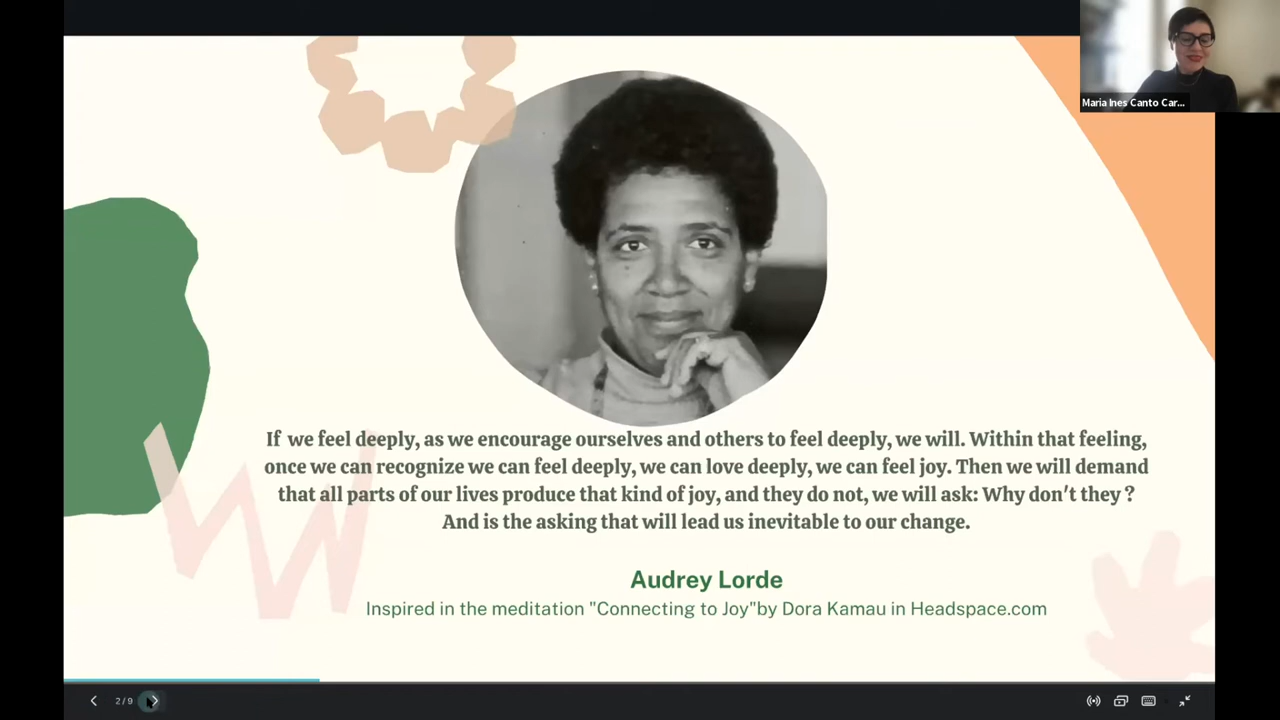 Maria Ines Canto Car...
If we feel deeply, as we encourage ourselves and others to feel deeply, we will. Within that feeling,
once we can recognize we can feel deeply, we can love deeply, we can feel joy. Then we will demand
that all parts of our lives produce that kind of joy, and they do not, we will ask: Why don't they ?
And is the asking that will lead us inevitable to our change.
Audrey Lorde
Inspired in the meditation "Connecting to Joy"by Dora Kamau in Headspace.com
2/9